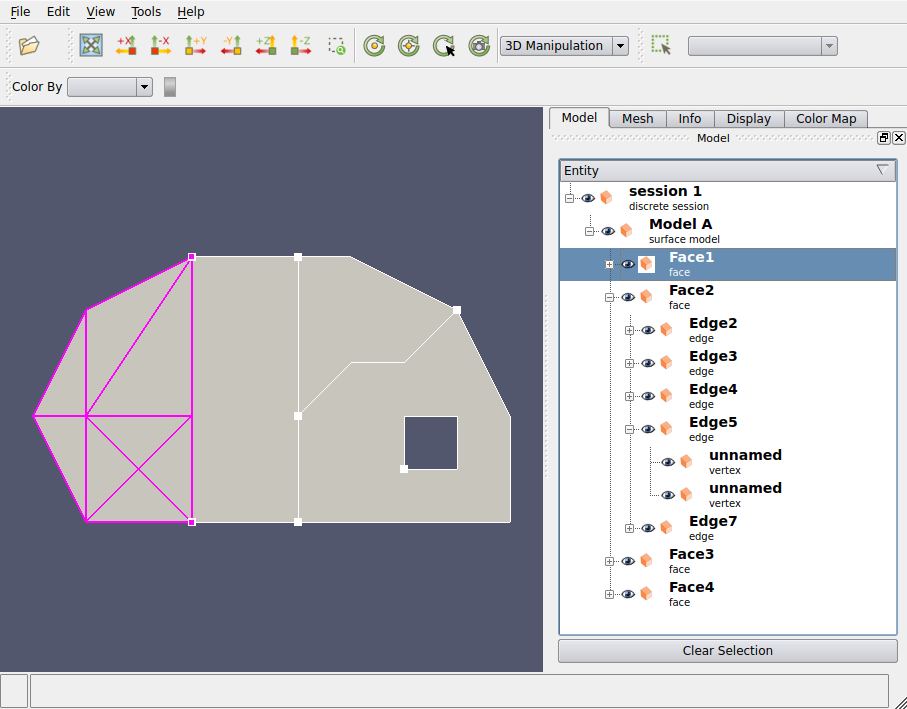 File Edit View Tools Help
+X -X +Y -Y +Z -Z 3D Manipulation
Color By
Model Mesh Info Display Color Map
Model
Entity
session 1
discrete session
Model A
surface model
Face1
face
Face2
face
Edge2
edge
Edge3
edge
Edge4
edge
Edge5
edge
unnamed
vertex
unnamed
vertex
Edge7
edge
Face3
face
Face4
face
Clear Selection